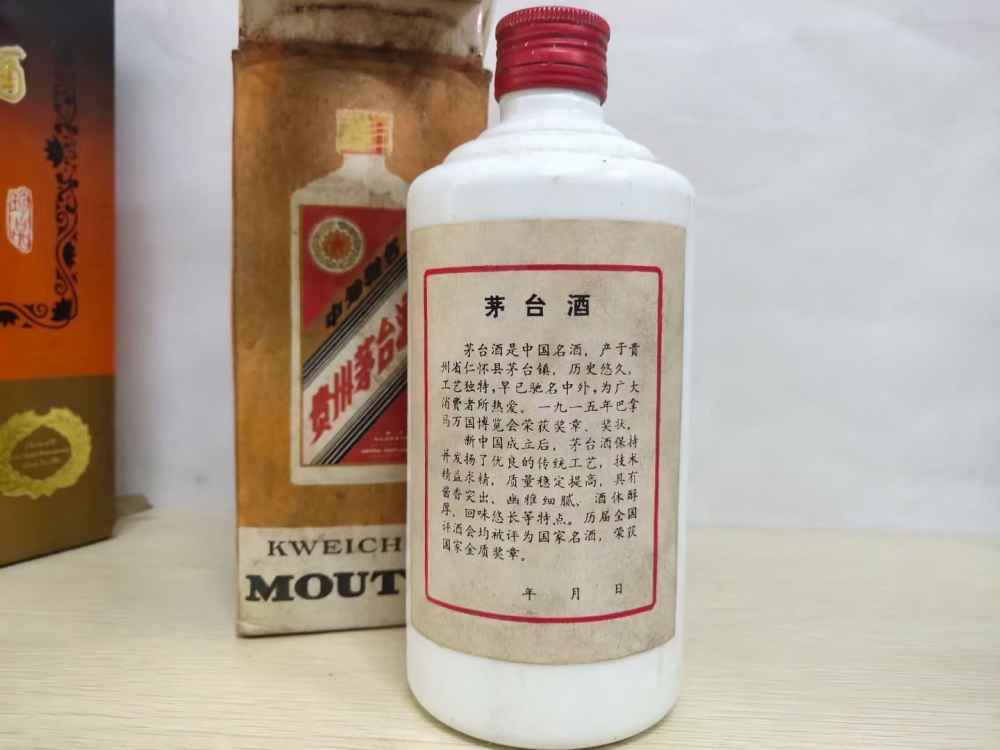 茅台酒
茅台酒是中国名酒，产于贵
州省仁怀县茅台镇，历史悠久，
工艺独特，早已驰名中外，为广大
消费者所热爱。一九一五年巴拿
马万国博览会荣获奖章、奖状。
新中国成立后，茅台酒保持
并发扬了优良的传统工艺，技术
精益求精，质量稳定提高，具有
酱香突出，幽雅细腻，酒体醇
厚，回味悠长等特点。历届全国
评酒会均被评为国家名酒，荣获
国家金质奖章。
年 月 日
中外驰名
贵州茅台酒
KWEICH
MOUT
酒